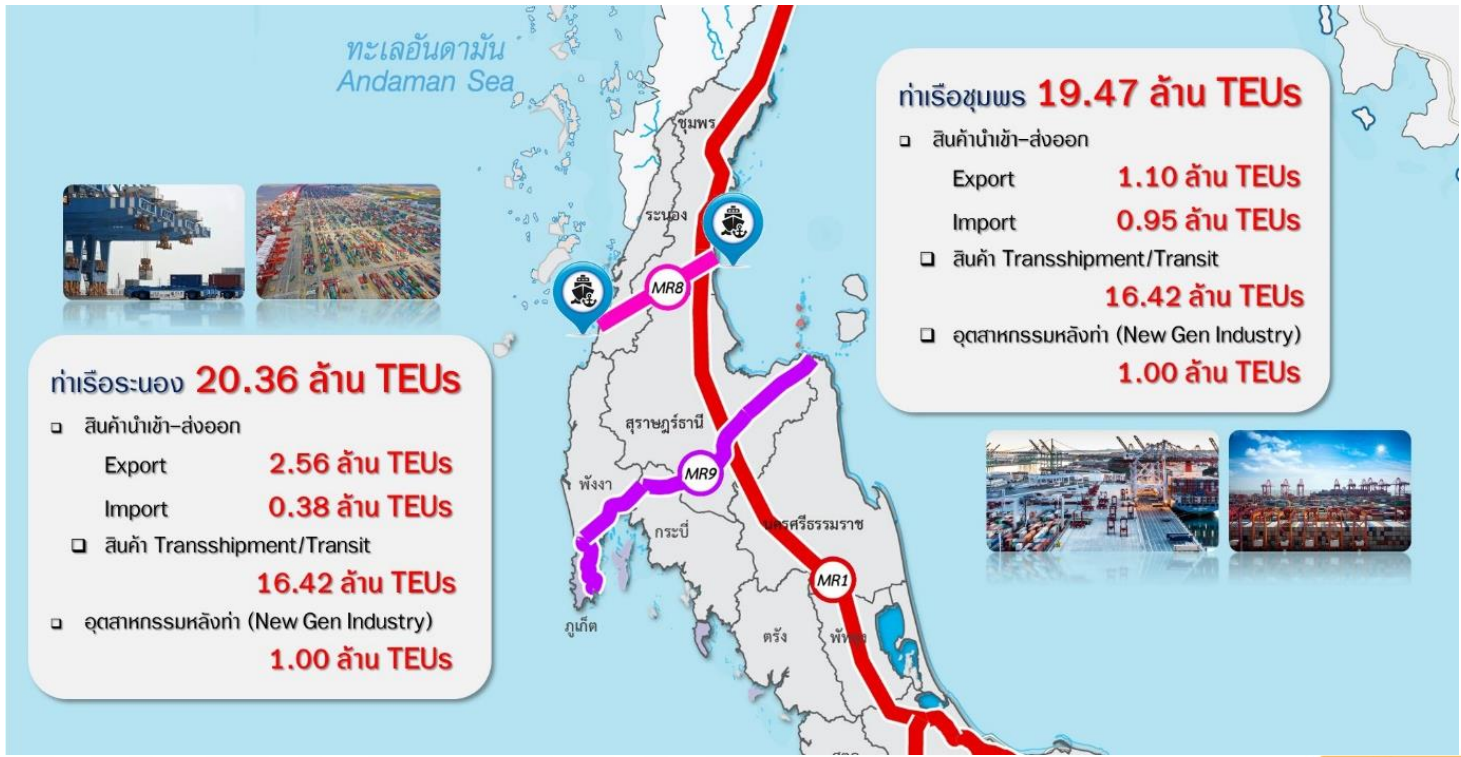 ทะเลอันดามัน
Andaman Sea
ท่าเรือชุมพร 19.47 ล้าน TEUs
สินค้านำเข้า-ส่งออก
Export 1.10 ล้าน TEUs
Import 0.95 ล้าน TEUs
สินค้า Transshipment/Transit
16.42 ล้าน TEUs
อุตสาหกรรมหลังท่า (New Gen Industry)
1.00 ล้าน TEUs
ท่าเรือระนอง 20.36 ล้าน TEUs
สินค้านำเข้า-ส่งออก
Export 2.56 ล้าน TEUs
Import 0.38 ล้าน TEUs
สินค้า Transshipment/Transit
16.42 ล้าน TEUs
อุตสาหกรรมหลังท่า (New Gen Industry)
1.00 ล้าน TEUs
ชุมพร
ระนอง
MR8
สุราษฎร์ธานี
MR9
พังงา
กระบี่
นครศรีธรรมราช
MR1
ภูเก็ต
ตรัง